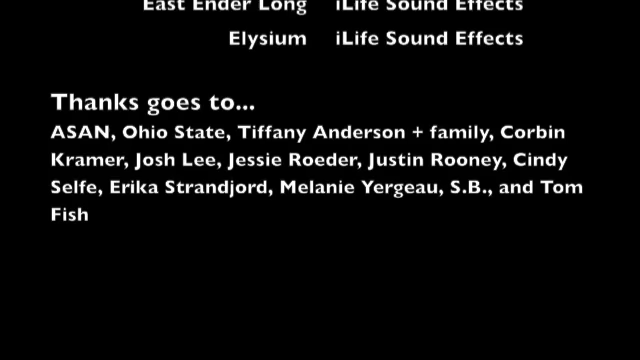 East Ender Long iLife Sound Effects
Elysium iLife Sound Effects
Thanks goes to...
ASAN, Ohio State, Tiffany Anderson + family, Corbin
Kramer, Josh Lee, Jessie Roeder, Justin Rooney, Cindy
Selfe, Erika Strandjord, Melanie Yergeau, S.B., and Tom
Fish